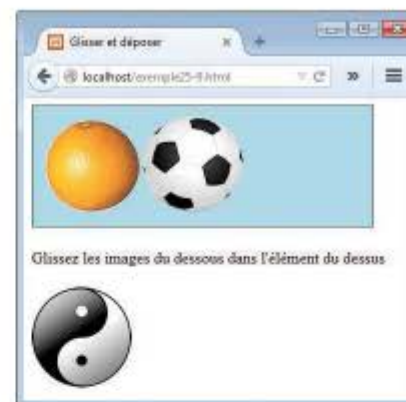 Glisser et déposer
localhost/exemple25-9.html
Glissez les images du dessous dans l'élément du dessus